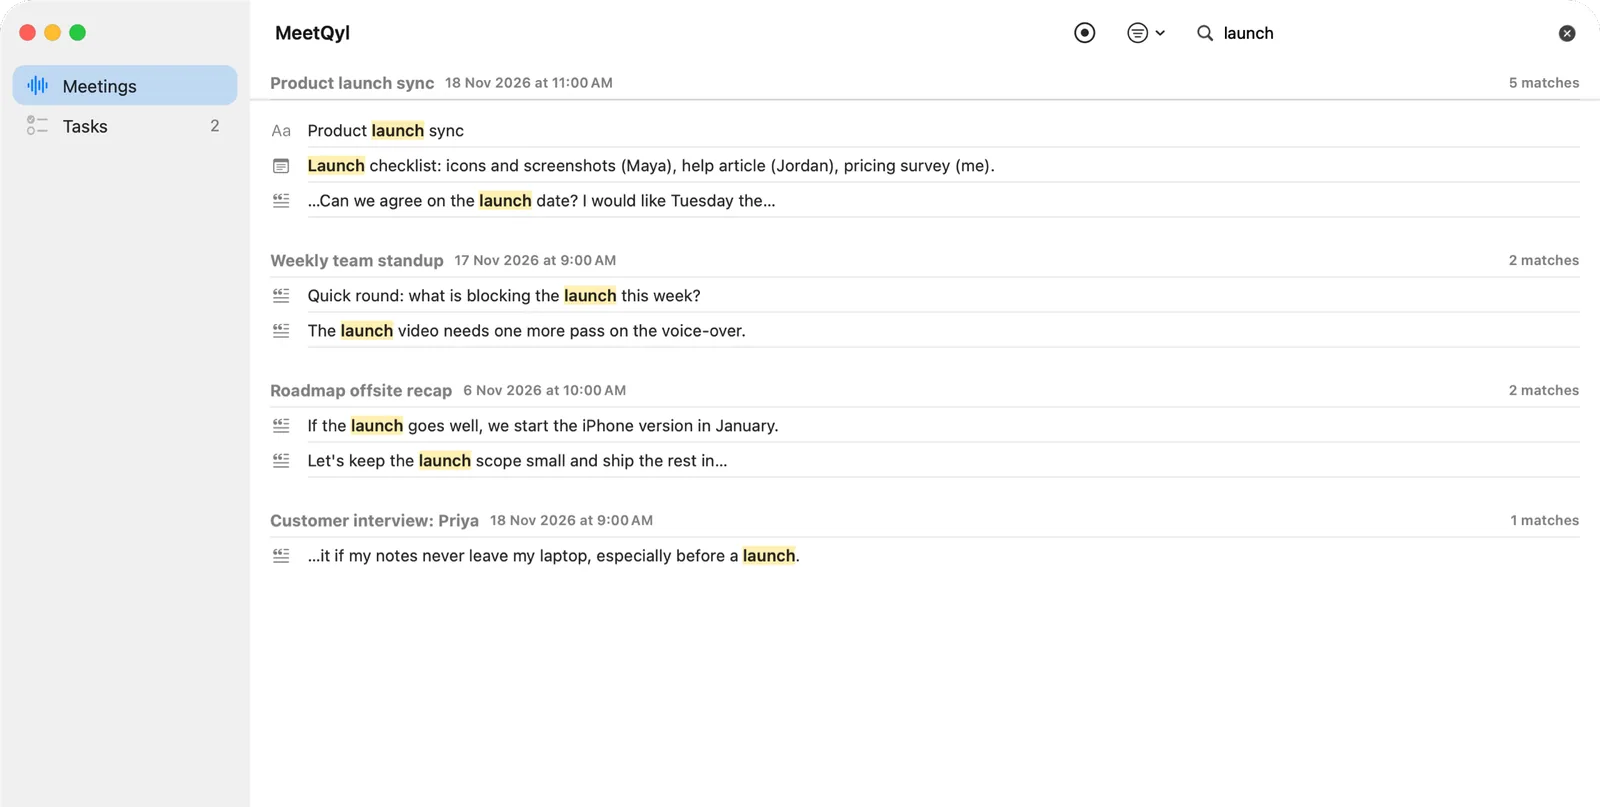 MeetQyl
launch
Meetings
Tasks 2
Product launch sync 18 Nov 2026 at 11:00 AM 5 matches
Aa Product launch sync
Launch checklist: icons and screenshots (Maya), help article (Jordan), pricing survey (me).
...Can we agree on the launch date? I would like Tuesday the...
Weekly team standup 17 Nov 2026 at 9:00 AM 2 matches
Quick round: what is blocking the launch this week?
The launch video needs one more pass on the voice-over.
Roadmap offsite recap 6 Nov 2026 at 10:00 AM 2 matches
If the launch goes well, we start the iPhone version in January.
Let's keep the launch scope small and ship the rest in...
Customer interview: Priya 18 Nov 2026 at 9:00 AM 1 matches
...it if my notes never leave my laptop, especially before a launch.